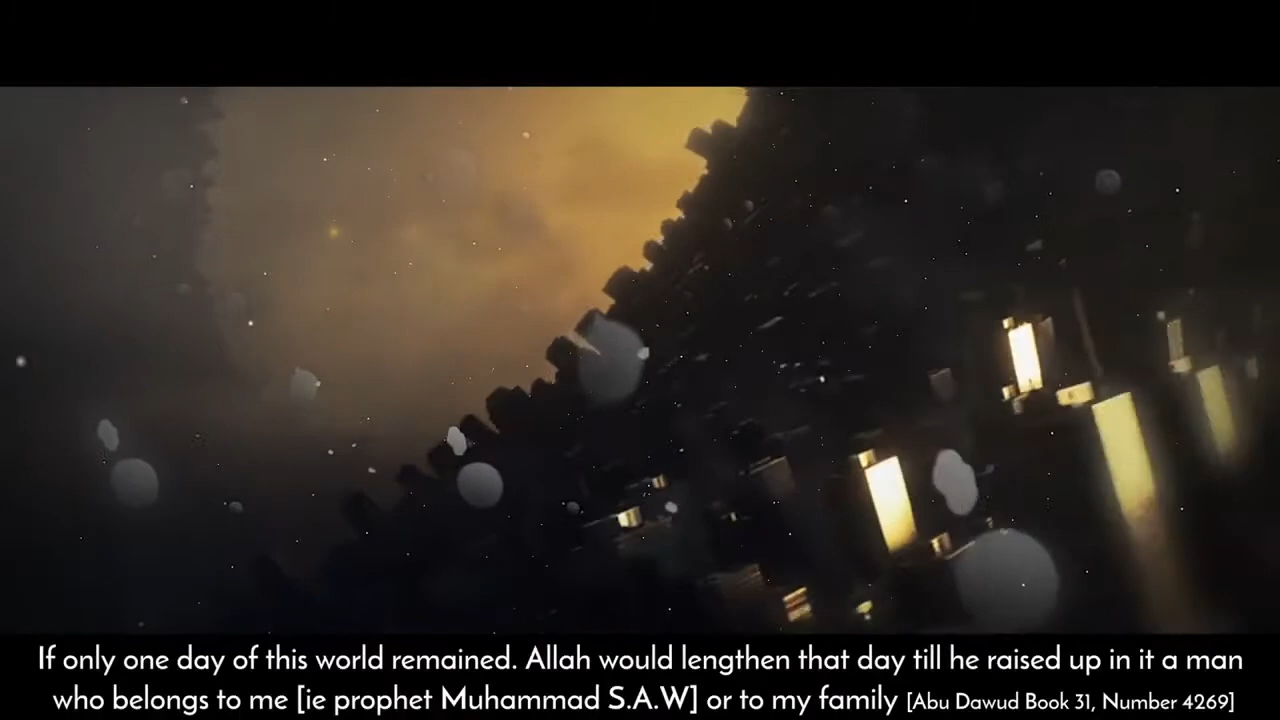 If only one day of this world remained. Allah would lengthen that day till he raised up in it a man
who belongs to me [ie prophet Muhammad S.A.W] or to my family [Abu Dawud Book 31, Number 4269]